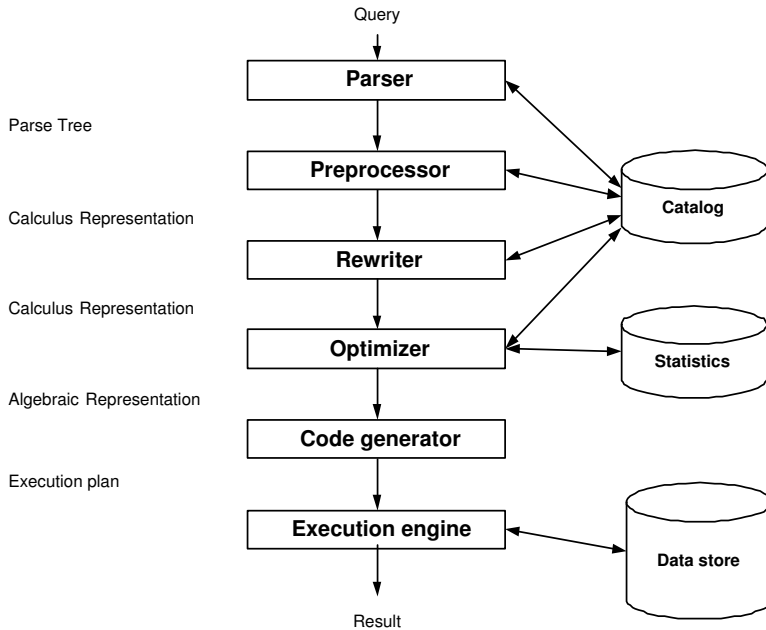 Query
Parser
Parse Tree
Preprocessor
Catalog
Calculus Representation
Rewriter
Calculus Representation
Optimizer
Statistics
Algebraic Representation
Code generator
Execution plan
Execution engine
Data store
Result